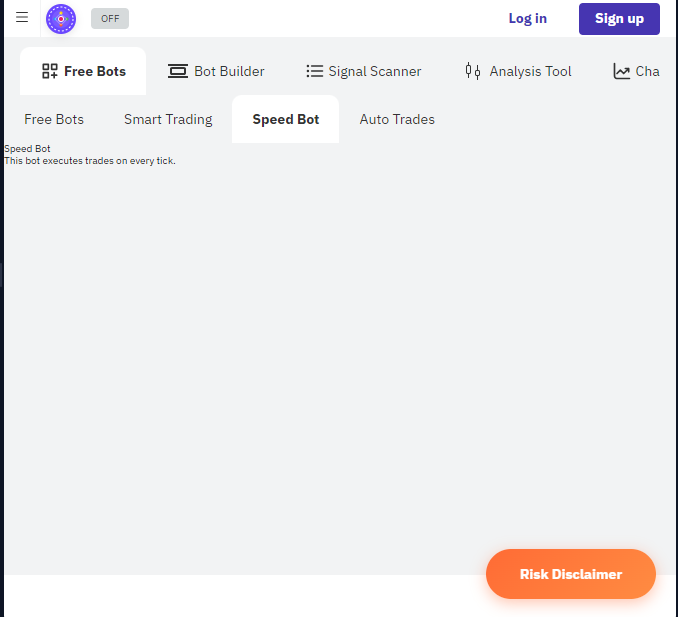 OFF
Log in
Sign up
Free Bots
Bot Builder
Signal Scanner
Analysis Tool
Cha
Free Bots
Smart Trading
Speed Bot
Auto Trades
Speed Bot
This bot executes trades on every tick.
Risk Disclaimer